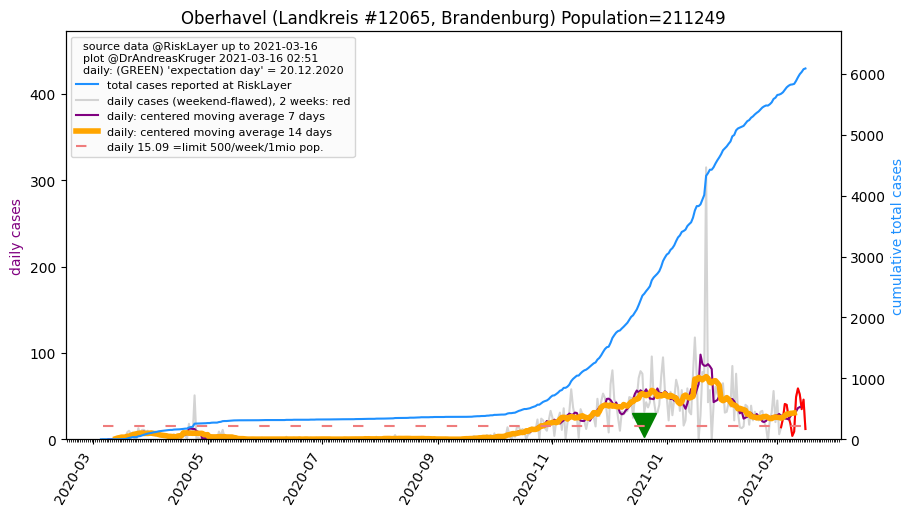 Oberhavel (Landkreis #12065, Brandenburg) Population=211249
source data @RiskLayer up to 2021-03-16
plot @DrAndreasKruger 2021-03-16 02:51
daily: (GREEN) 'expectation day' = 20.12.2020
total cases reported at RiskLayer
daily cases (weekend-flawed), 2 weeks: red
daily: centered moving average 7 days
daily: centered moving average 14 days
daily 15.09 =limit 500/week/1mio pop.
daily cases
400
300
200
100
0
6000
5000
4000
3000
2000
1000
0
cumulative total cases
2020-03
2020-05
2020-07
2020-09
2020-11
2021-01
2021-03